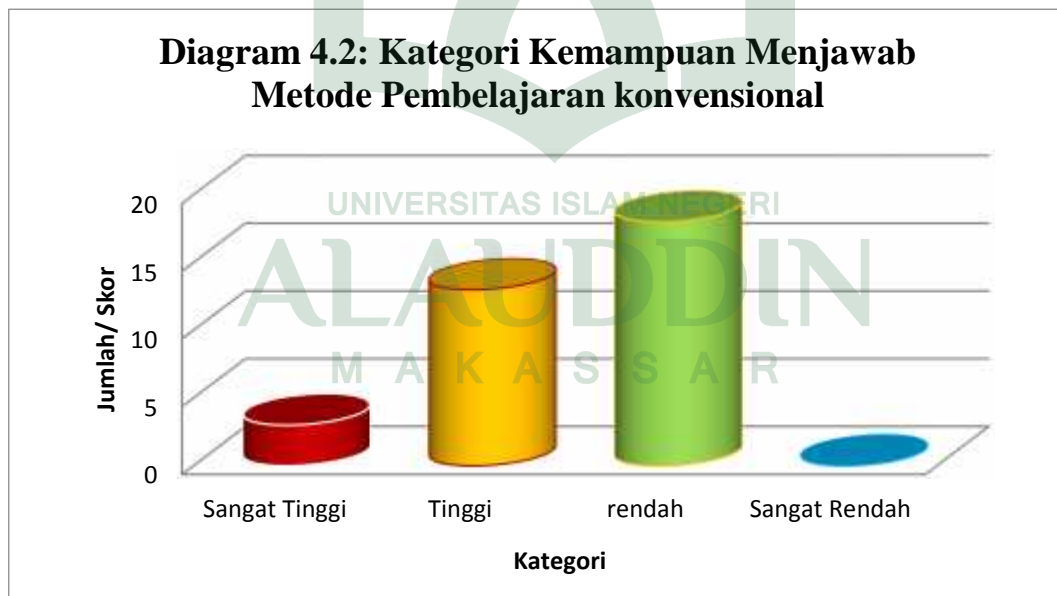 Diagram 4.2: Kategori Kemampuan Menjawab
Metode Pembelajaran konvensional
UNIVERSITAS ISLAM NEGERI
ALAUDDIN
MAKASSAR
Jumlah/ Skor
20
15
10
5
0
Sangat Tinggi Tinggi rendah Sangat Rendah
Kategori